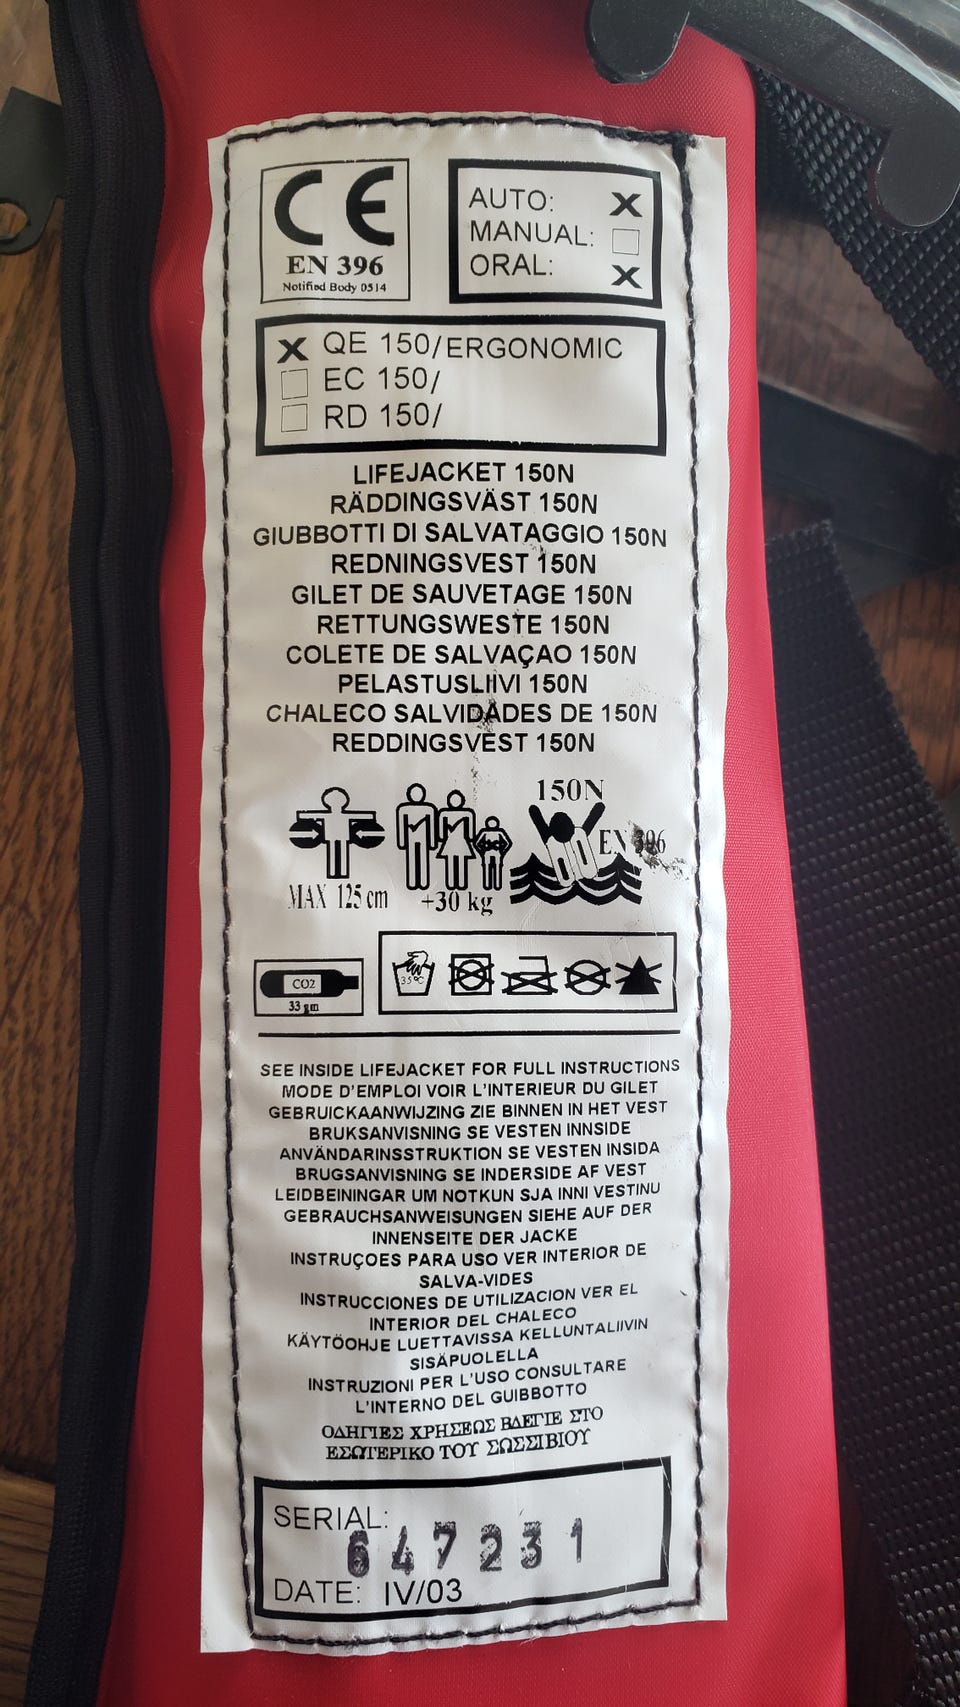 CE
EN 396
Notified Body 0514
AUTO: X
MANUAL:
ORAL: X
X QE 150/ERGONOMIC
EC 150/
RD 150/
LIFEJACKET 150N
RÄDDINGSVÄST 150N
GIUBBOTTI DI SALVATAGGIO 150N
REDNINGSVEST 150N
GILET DE SAUVETAGE 150N
RETTUNGSWESTE 150N
COLETE DE SALVAÇAO 150N
PELASTUSLIIVI 150N
CHALECO SALVIDADES DE 150N
REDDINGSVEST 150N
150N
EN 396
MAX 125 cm
+30 kg
CO2
33 gm
35°C
SEE INSIDE LIFEJACKET FOR FULL INSTRUCTIONS
MODE D'EMPLOI VOIR L'INTERIEUR DU GILET
GEBRUICKAANWIJZING ZIE BINNEN IN HET VEST
BRUKSANVISNING SE VESTEN INNSIDE
ANVÄNDARINSSTRUKTION SE VESTEN INSIDA
BRUGSANVISNING SE INDERSIDE AF VEST
LEIDBEININGAR UM NOTKUN SJA INNI VESTINU
GEBRAUCHSANWEISUNGEN SIEHE AUF DER
INNENSEITE DER JACKE
INSTRUÇOES PARA USO VER INTERIOR DE
SALVA-VIDES
INSTRUCCIONES DE UTILIZACION VER EL
INTERIOR DEL CHALECO
KÄYTÖOHJE LUETTAVISSA KELLUNTALIIVIN
SISÄPUOLELLA
INSTRUZIONI PER L'USO CONSULTARE
L'INTERNO DEL GUIBBOTTO
ΟΔΗΓΙΕΣ ΧΡΗΣΕΩΣ ΒΔΕΓΙΕ ΣΤΟ
ΕΣΩΤΕΡΙΚΟ ΤΟΥ ΣΩΣΣΙΒΙΟΥ
SERIAL:
647231
DATE: IV/03